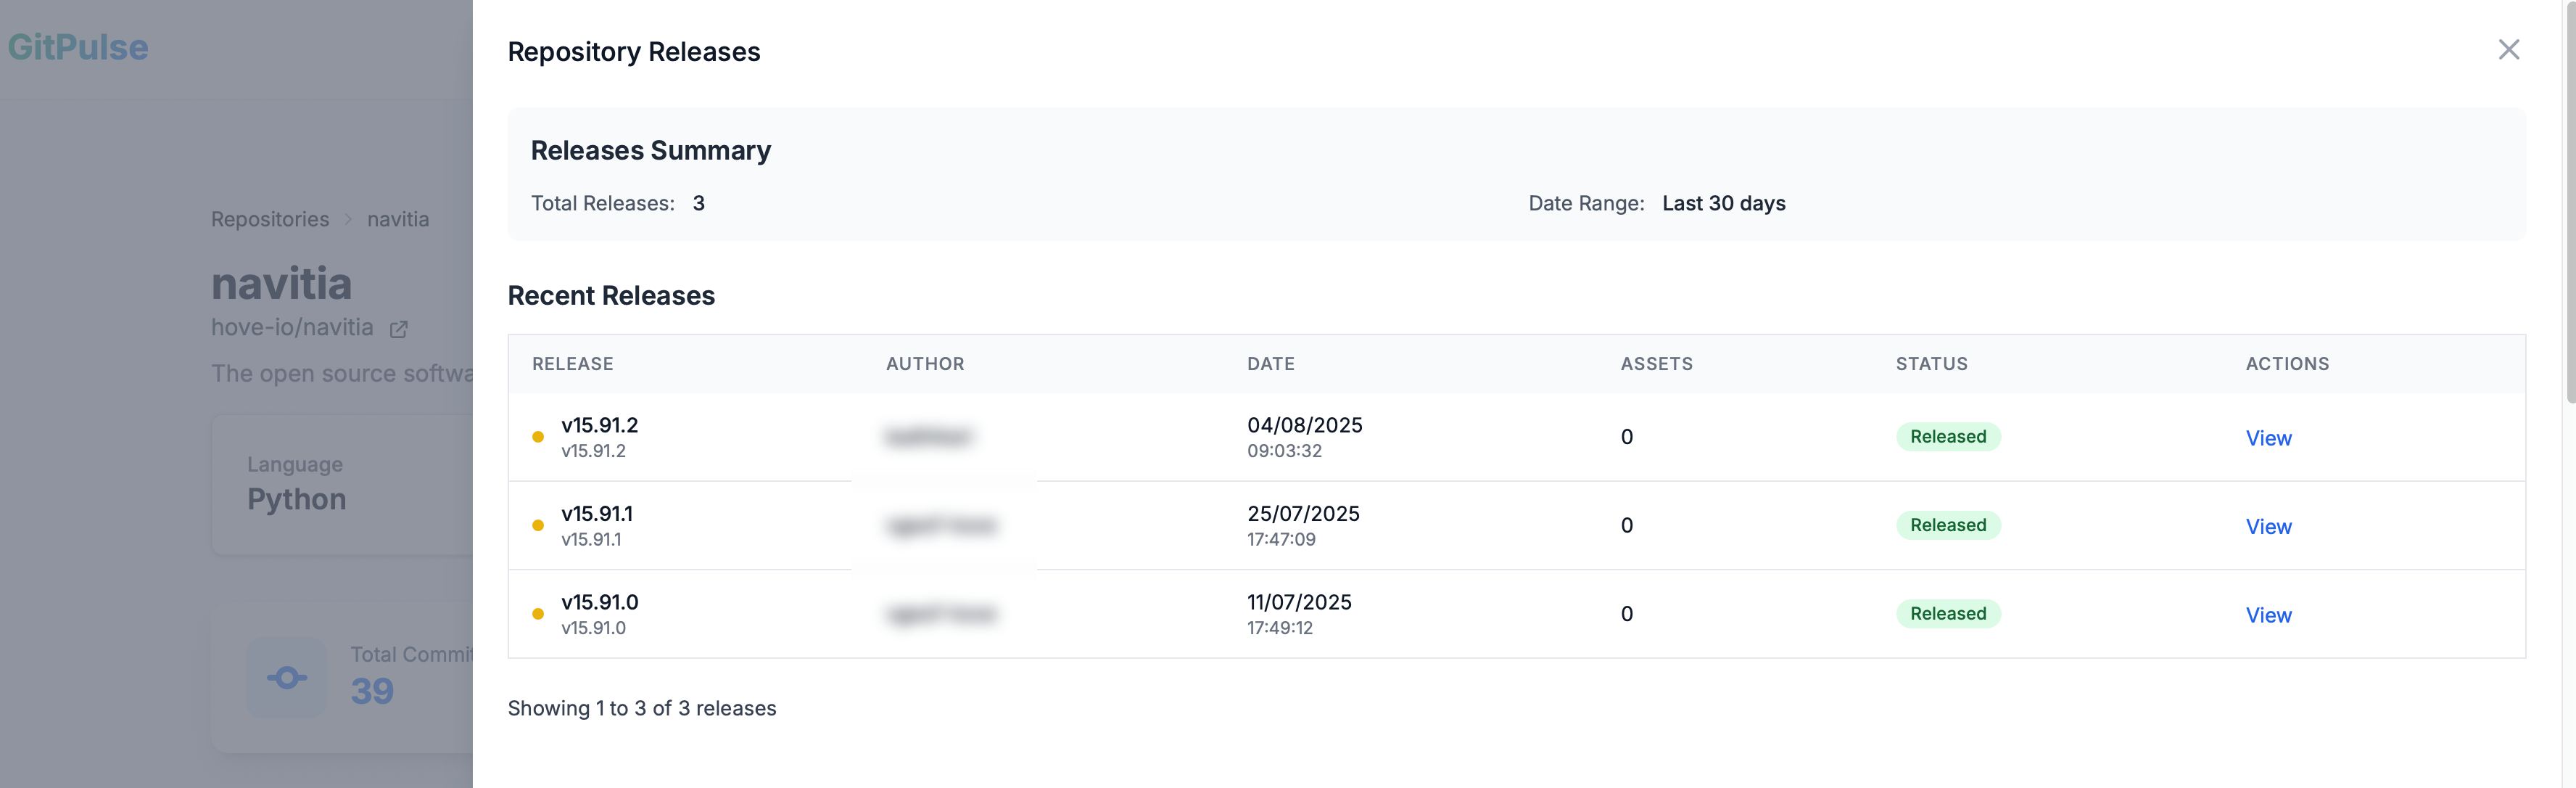 GitPulse
Repositories > navitia
navitia
hove-io/navitia
The open source softwa
Language
Python
Total Commit
39
Repository Releases
Releases Summary
Total Releases: 3
Date Range: Last 30 days
Recent Releases
RELEASE AUTHOR DATE ASSETS STATUS ACTIONS
v15.91.2 04/08/2025 0 Released View
v15.91.2 09:03:32
v15.91.1 25/07/2025 0 Released View
v15.91.1 17:47:09
v15.91.0 11/07/2025 0 Released View
v15.91.0 17:49:12
Showing 1 to 3 of 3 releases